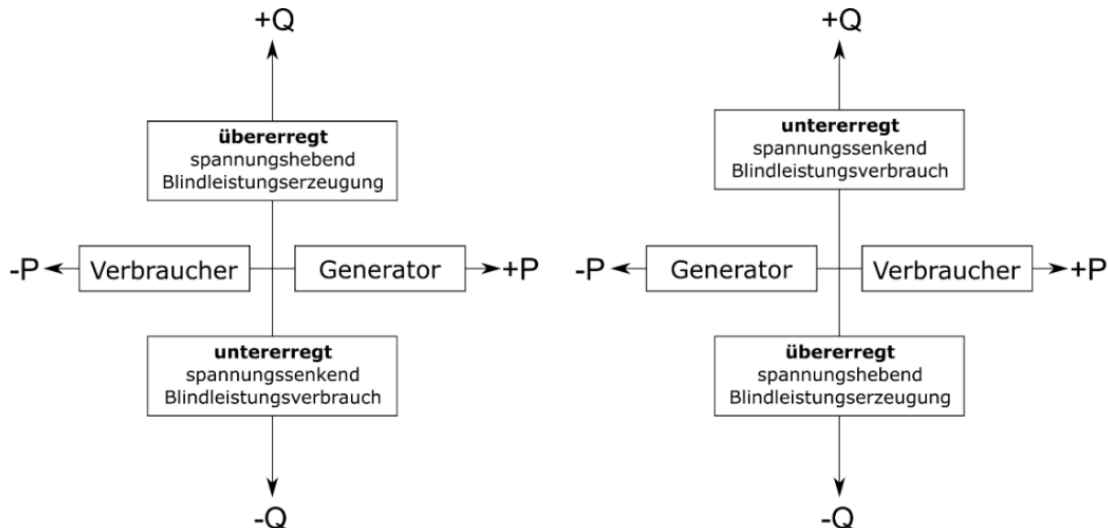 +Q
übererregt
spannungshebend
Blindleistungserzeugung
-P
Verbraucher
Generator
+P
untererregt
spannungssenkend
Blindleistungsverbrauch
-Q
+Q
untererregt
spannungssenkend
Blindleistungsverbrauch
-P
Generator
Verbraucher
+P
übererregt
spannungshebend
Blindleistungserzeugung
-Q